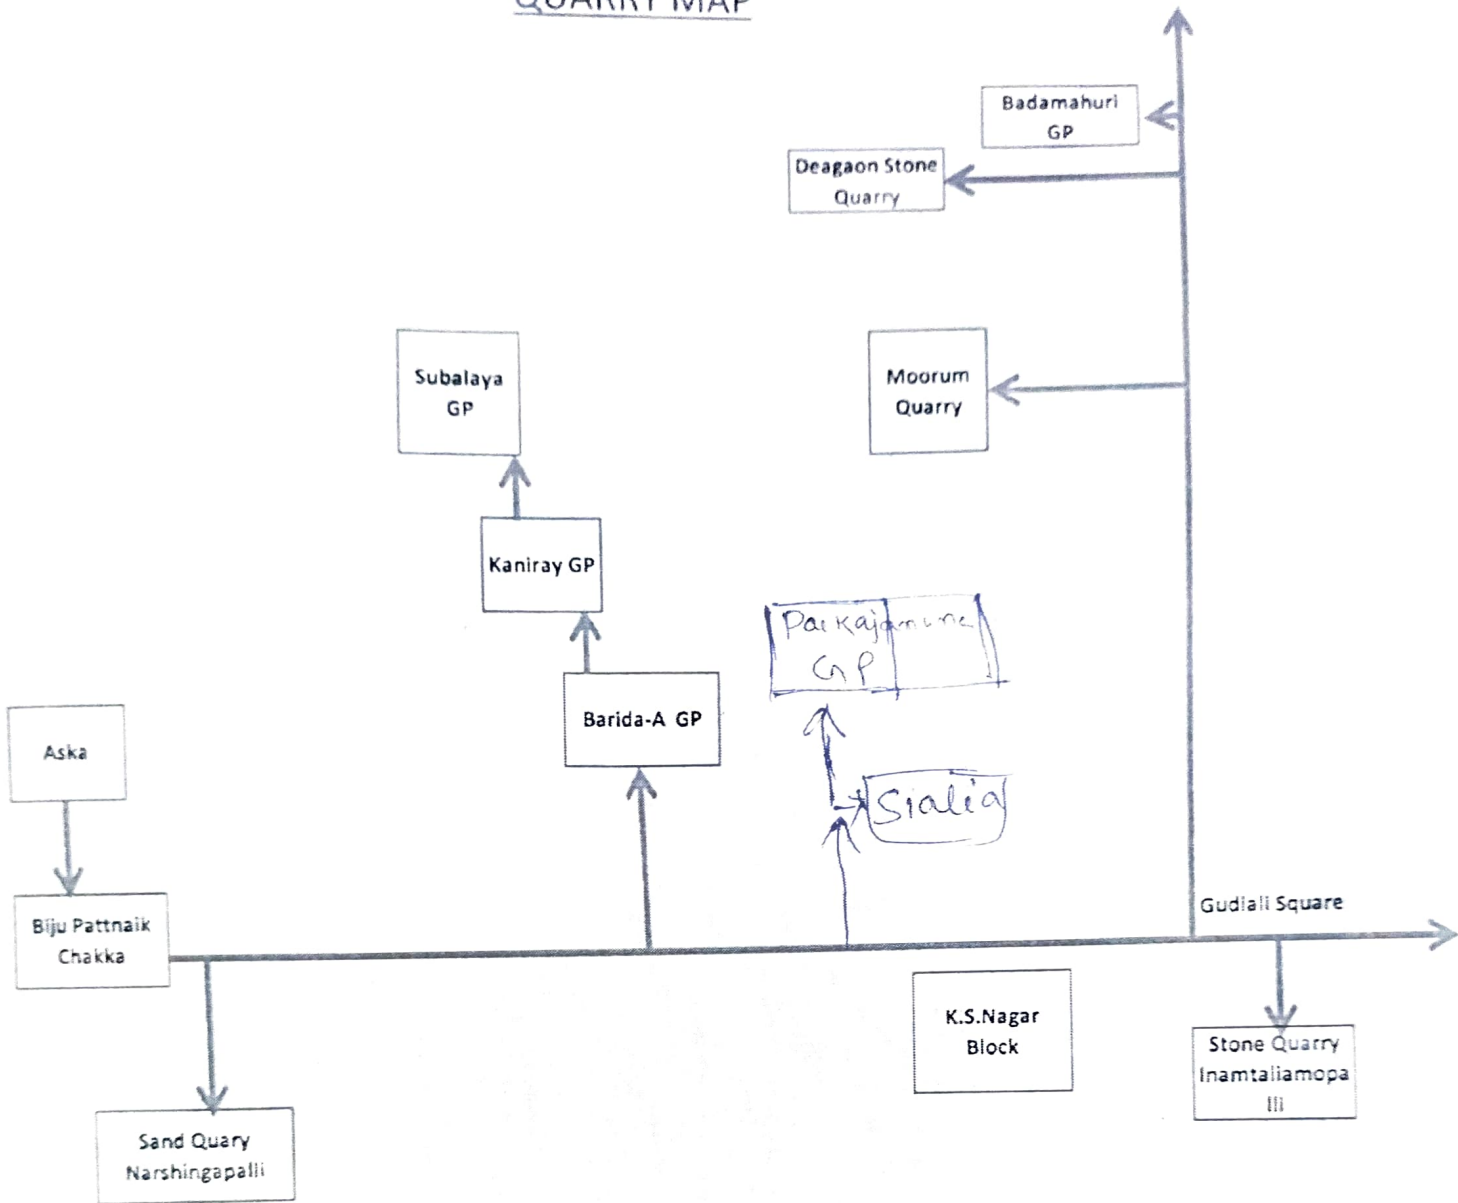 QUARRY MAP
Badamahuri
GP
Deagaon Stone
Quarry
Subalaya
GP
Moorum
Quarry
Kaniray GP
GP
Barida-A GP
Aska
Sialia
Biju Pattnaik
Chakka
Gudiali Square
K.S.Nagar
Block
Stone Quarry
Inamtaliamopa
lli
Sand Quary
Narshingapalli